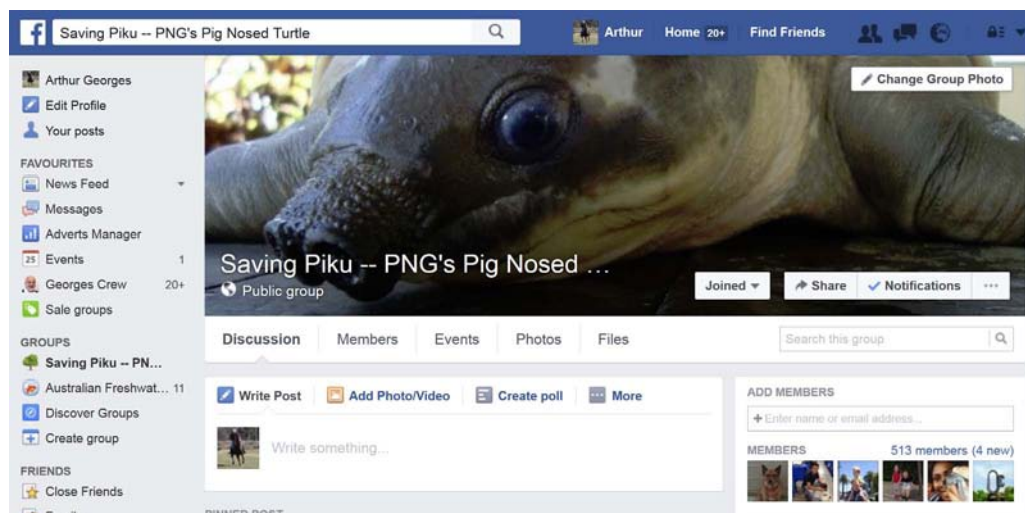 Saving Piku -- PNG's Pig Nosed Turtle
Arthur
Home 20+
Find Friends
Arthur Georges
Edit Profile
Your posts
FAVOURITES
News Feed
Messages
Adverts Manager
25 Events 1
Georges Crew 20+
Sale groups
GROUPS
Saving Piku -- PN...
Australian Freshwat... 11
Discover Groups
Create group
FRIENDS
Close Friends
Change Group Photo
Saving Piku -- PNG's Pig Nosed ...
Public group
Joined
Share
Notifications
Discussion
Members
Events
Photos
Files
Search this group
Write Post
Add Photo/Video
Create poll
More
Write something...
PINNED POST
ADD MEMBERS
+ Enter name or email address...
MEMBERS
513 members (4 new)